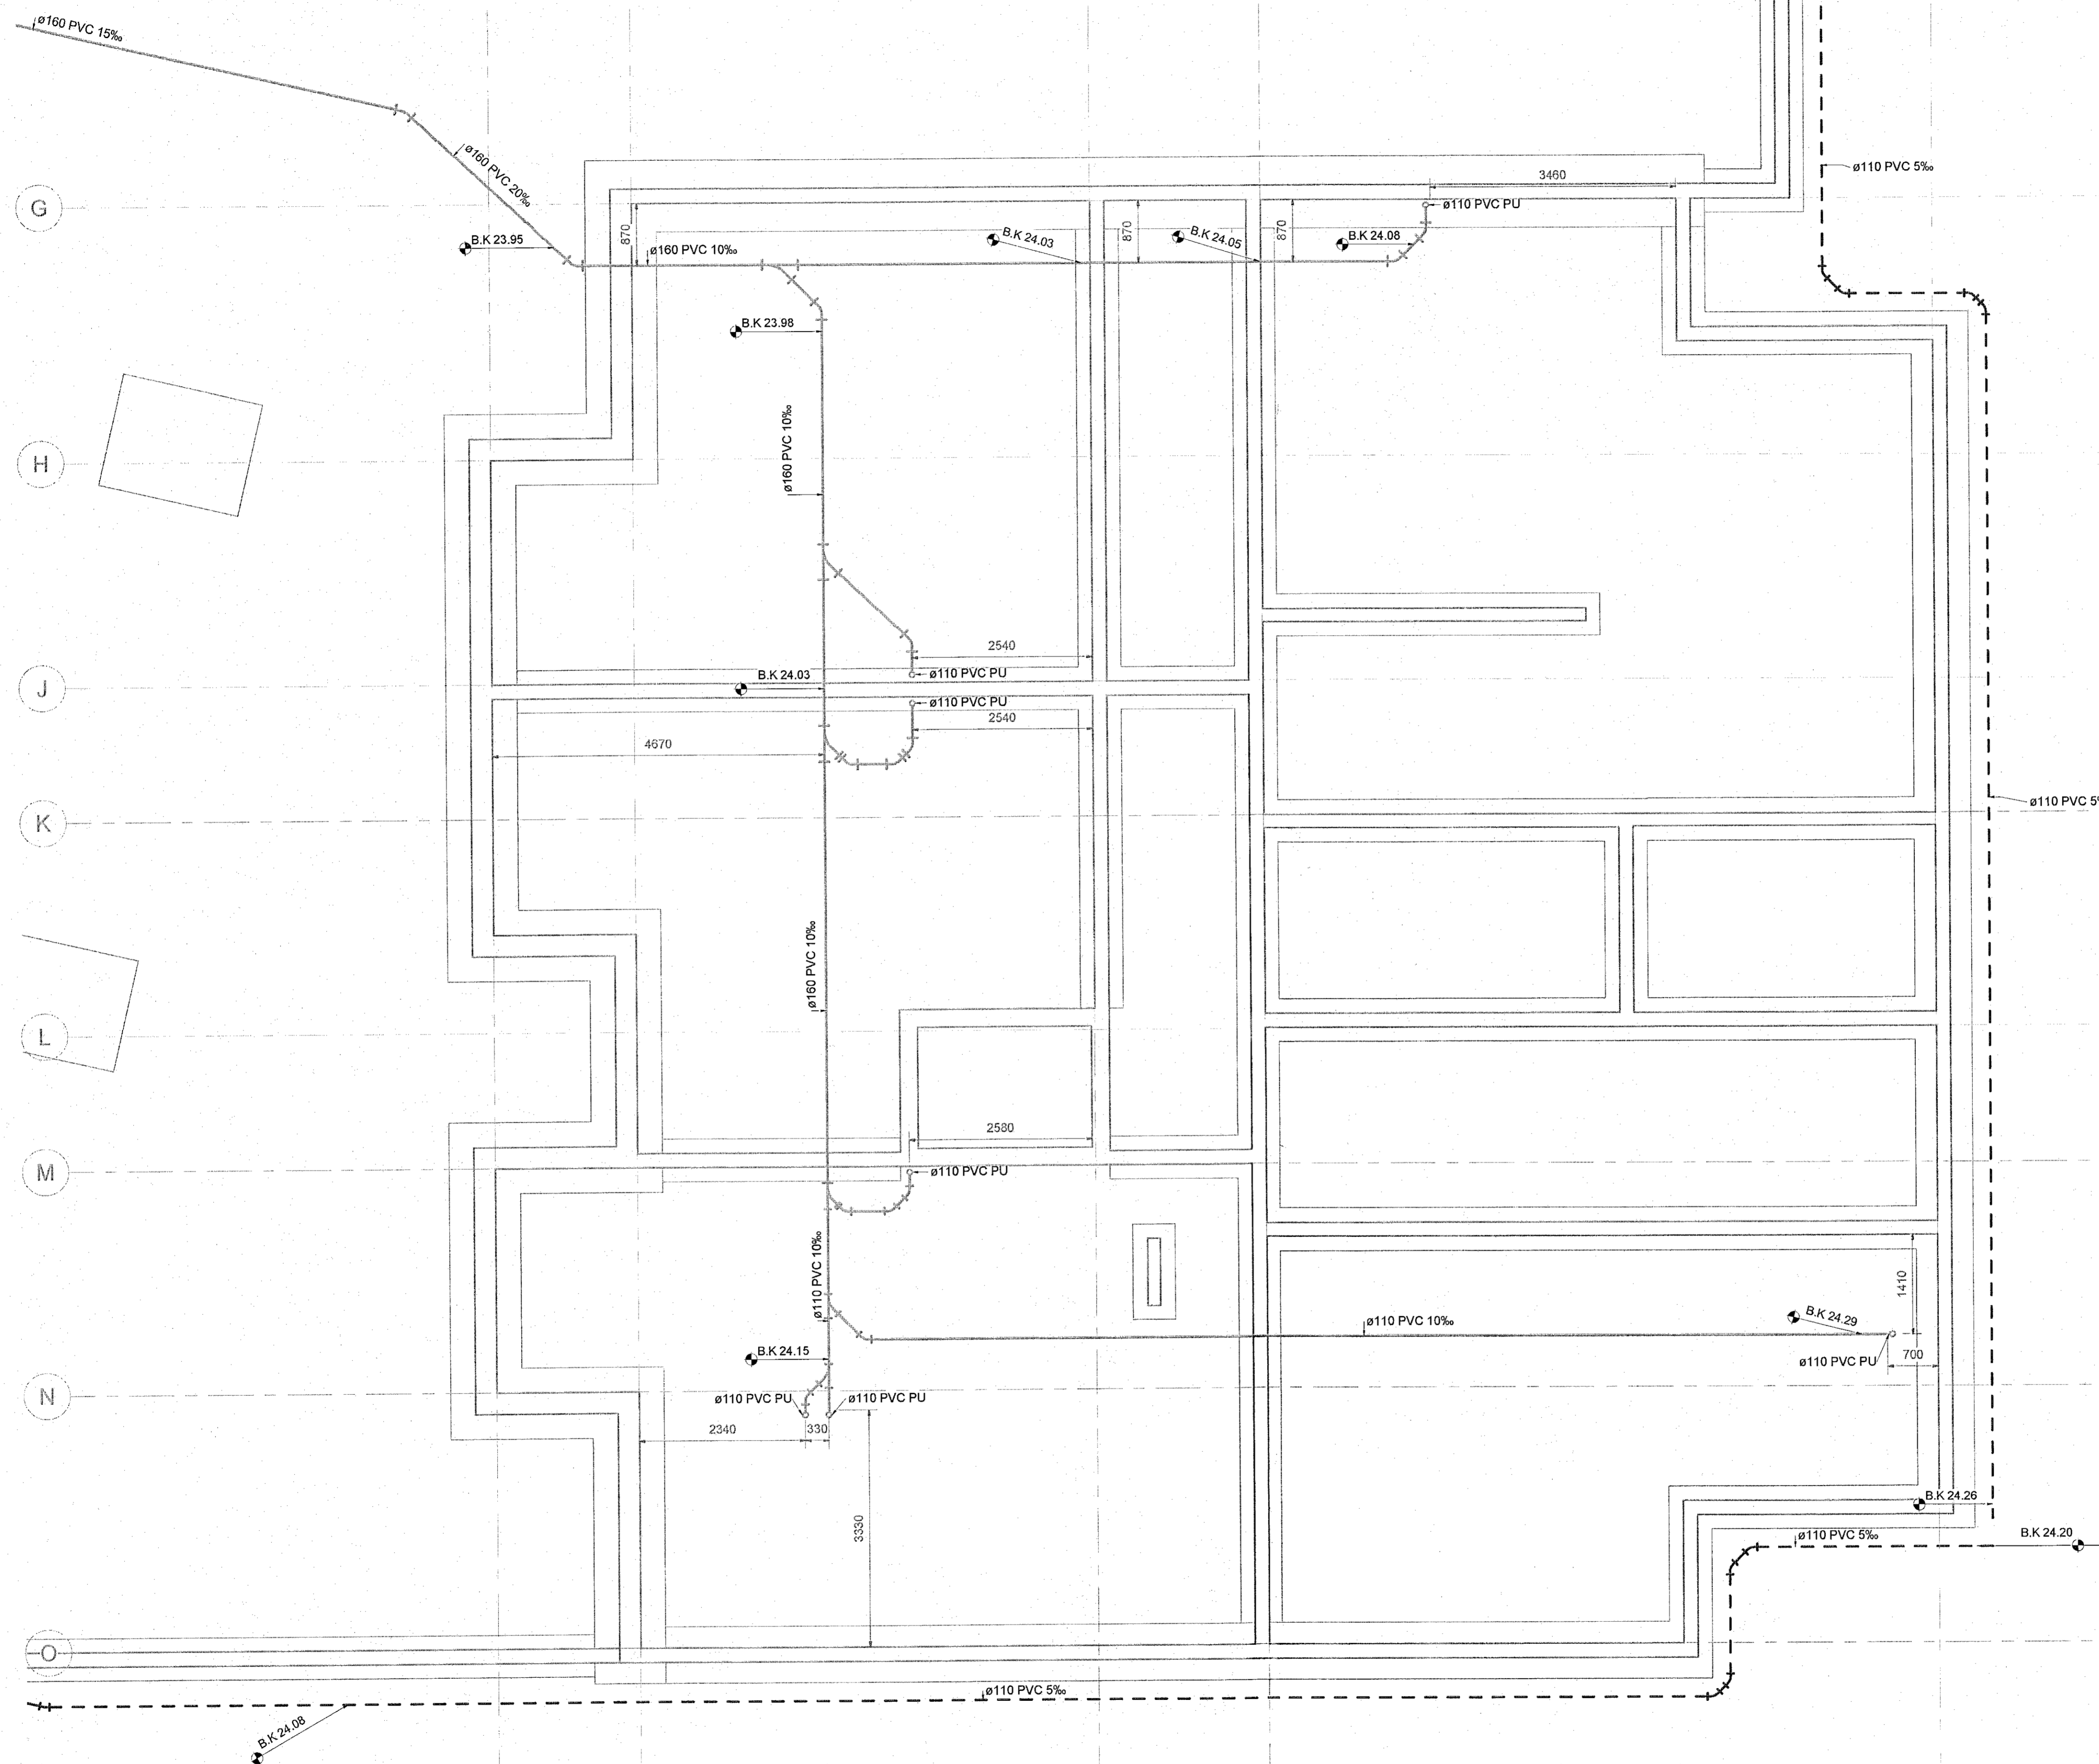 ø160 PVC 15‰
ø160 PVC 20‰
ø110 PVC 5‰
3460
G
ø110 PVC PU
870
B.K 23.95
ø160 PVC 10‰
B.K 24.03
870
B.K 24.05
870
B.K 24.08
B.K 23.98
ø160 PVC 10‰
H
2540
B.K 24.03
ø110 PVC PU
J
ø110 PVC PU
2540
4670
K
ø110 PVC 5
ø160 PVC 10‰
L
2580
M
ø110 PVC PU
ø110 PVC 10‰
1410
B.K 24.29
ø110 PVC 10‰
B.K 24.15
ø110 PVC PU
700
N
ø110 PVC PU
ø110 PVC PU
2340
330
3330
B.K 24.26
ø110 PVC 5‰
B.K 24.20
O
ø110 PVC 5‰
B.K 24.08